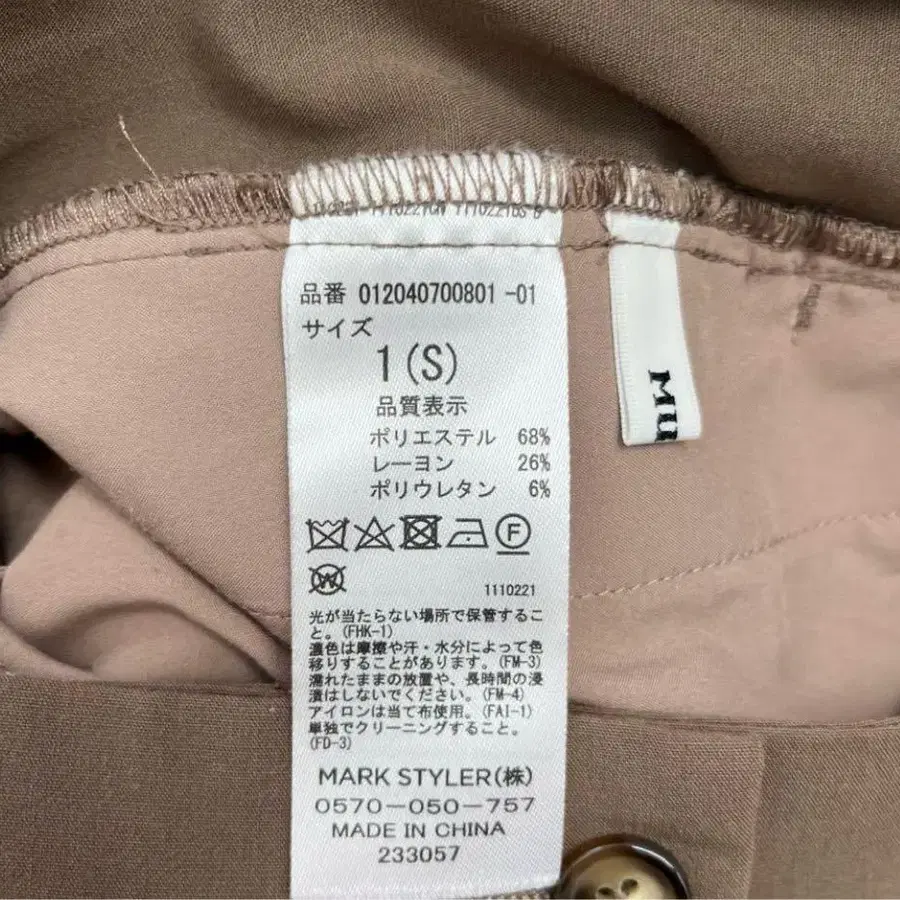 品番 012040700801-01
サイズ
1(S)
品質表示
ポリエステル 68%
レーヨン 26%
ポリウレタン 6%
F
W
1110221
光が当たらない場所で保管するこ
と。(FHK-1)
濃色は摩擦や汗・水分によって色
移りすることがあります。(FM-3)
濡れたままの放置や、長時間の浸
漬はしないでください。(FM-4)
アイロンは当て布使用。(FAI-1)
単独でクリーニングすること。
(FD-3)
MARK STYLER(株)
0570-050-757
MADE IN CHINA
233057
Mu